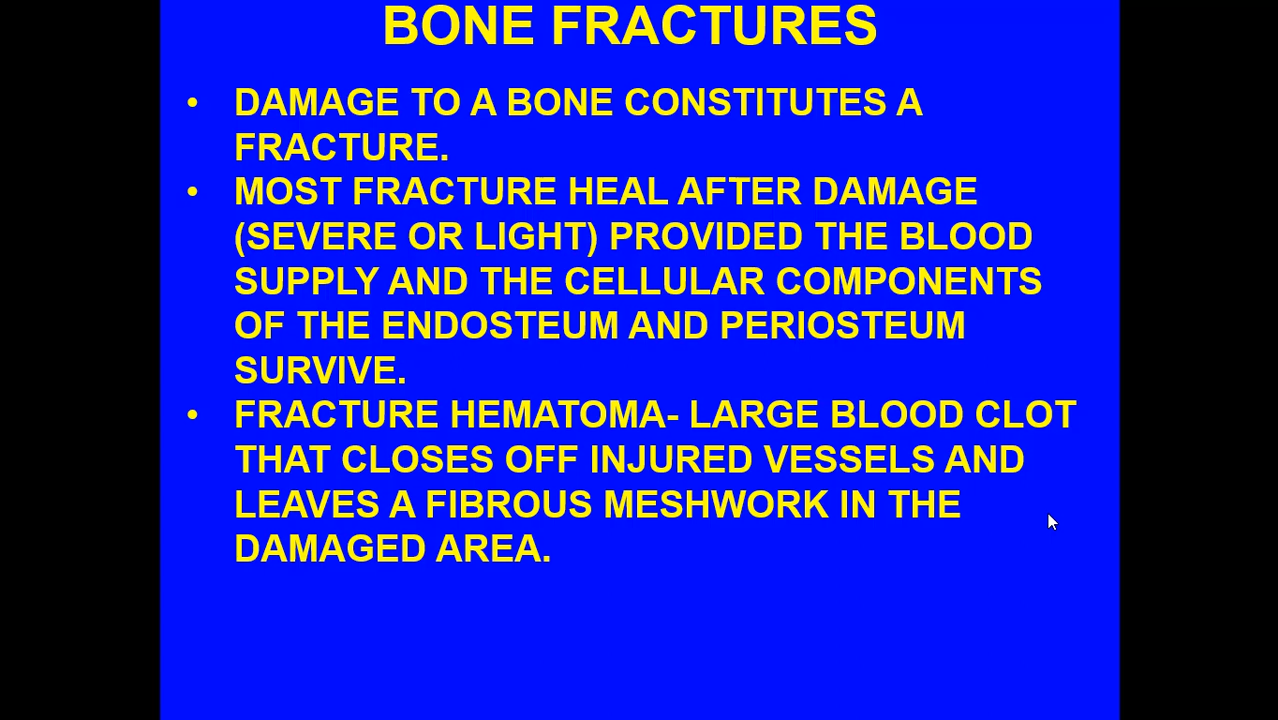 BONE FRACTURES
• DAMAGE TO A BONE CONSTITUTES A
FRACTURE.
• MOST FRACTURE HEAL AFTER DAMAGE
(SEVERE OR LIGHT) PROVIDED THE BLOOD
SUPPLY AND THE CELLULAR COMPONENTS
OF THE ENDOSTEUM AND PERIOSTEUM
SURVIVE.
• FRACTURE HEMATOMA- LARGE BLOOD CLOT
THAT CLOSES OFF INJURED VESSELS AND
LEAVES A FIBROUS MESHWORK IN THE
DAMAGED AREA.